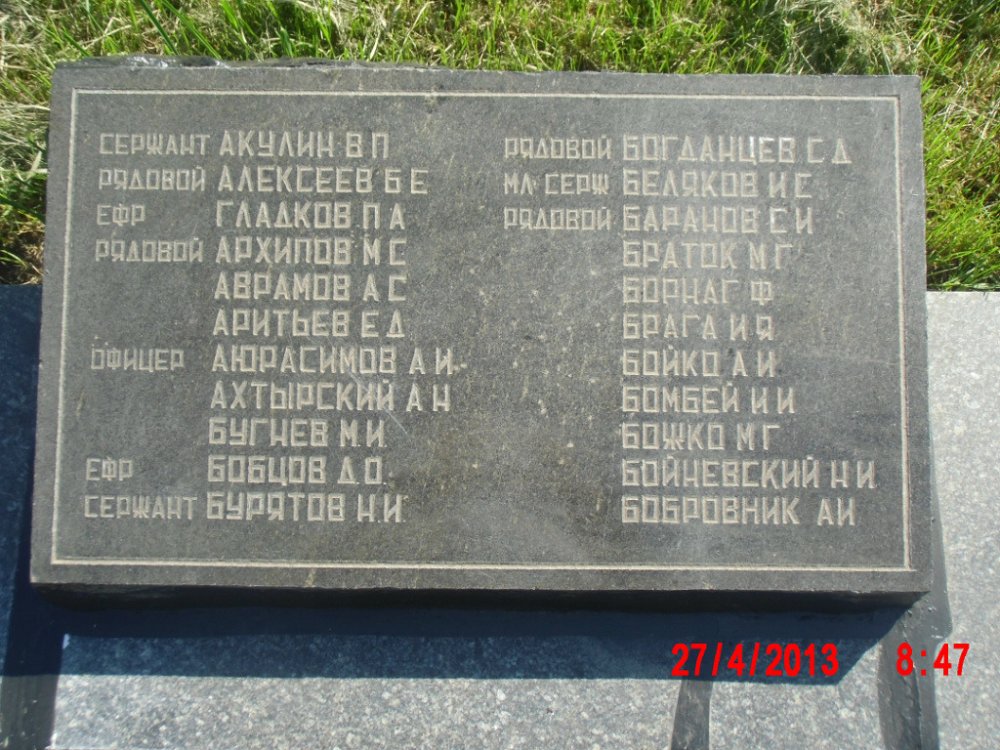 СЕРЖАНТ АКУЛИН В П
РЯДОВОЙ АЛЕКСЕЕВ Б Е
ЕФР ГЛАДКОВ П А
РЯДОВОЙ АРХИПОВ М С
АВРАМОВ А С
АРИТЬЕВ Е Д
ОФИЦЕР АЮРАСИМОВ А И
АХТЫРСКИЙ А Н
БУГНЕВ М И
ЕФР БОБЦОВ Д О
СЕРЖАНТ БУРЯТОВ Н И
РЯДОВОЙ БОГДАНЦЕВ С Д
МЛ СЕРЖ БЕЛЯКОВ И С
РЯДОВОЙ БАРАНОВ С И
БРАТОК М Г
БОРНАГ Ф
БРАГА И Я
БОЙКО А И
БОМБЕЙ И И
БОЖКО М Г
БОЙНЕВСКИЙ Н И
БОБРОВНИК А И
27/4/2013 8:47